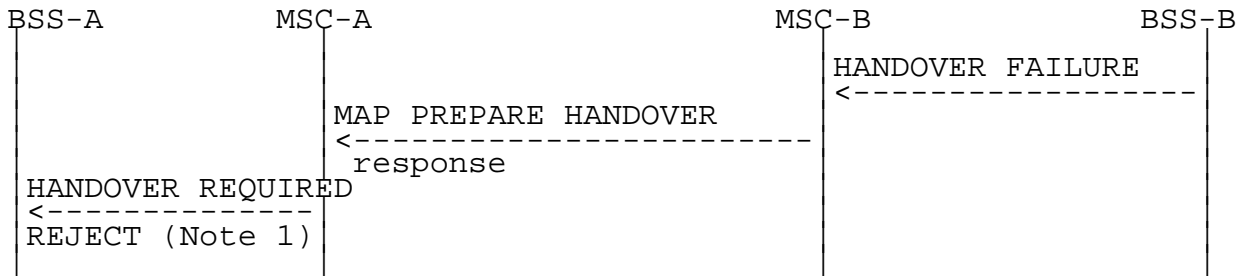 BSS-A MSC-A MSC-B BSS-B
HANDOVER FAILURE
MAP PREPARE HANDOVER
response
HANDOVER REQUIRED
REJECT (Note 1)